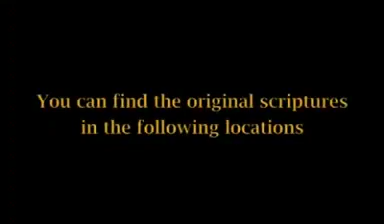 You can find the original scriptures
in the following locations